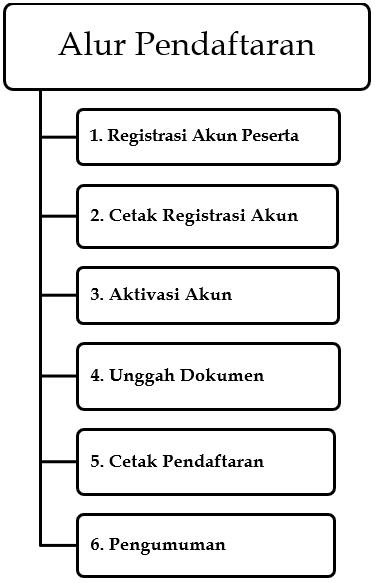 Alur Pendaftaran
1. Registrasi Akun Peserta
2. Cetak Registrasi Akun
3. Aktivasi Akun
4. Unggah Dokumen
5. Cetak Pendaftaran
6. Pengumuman